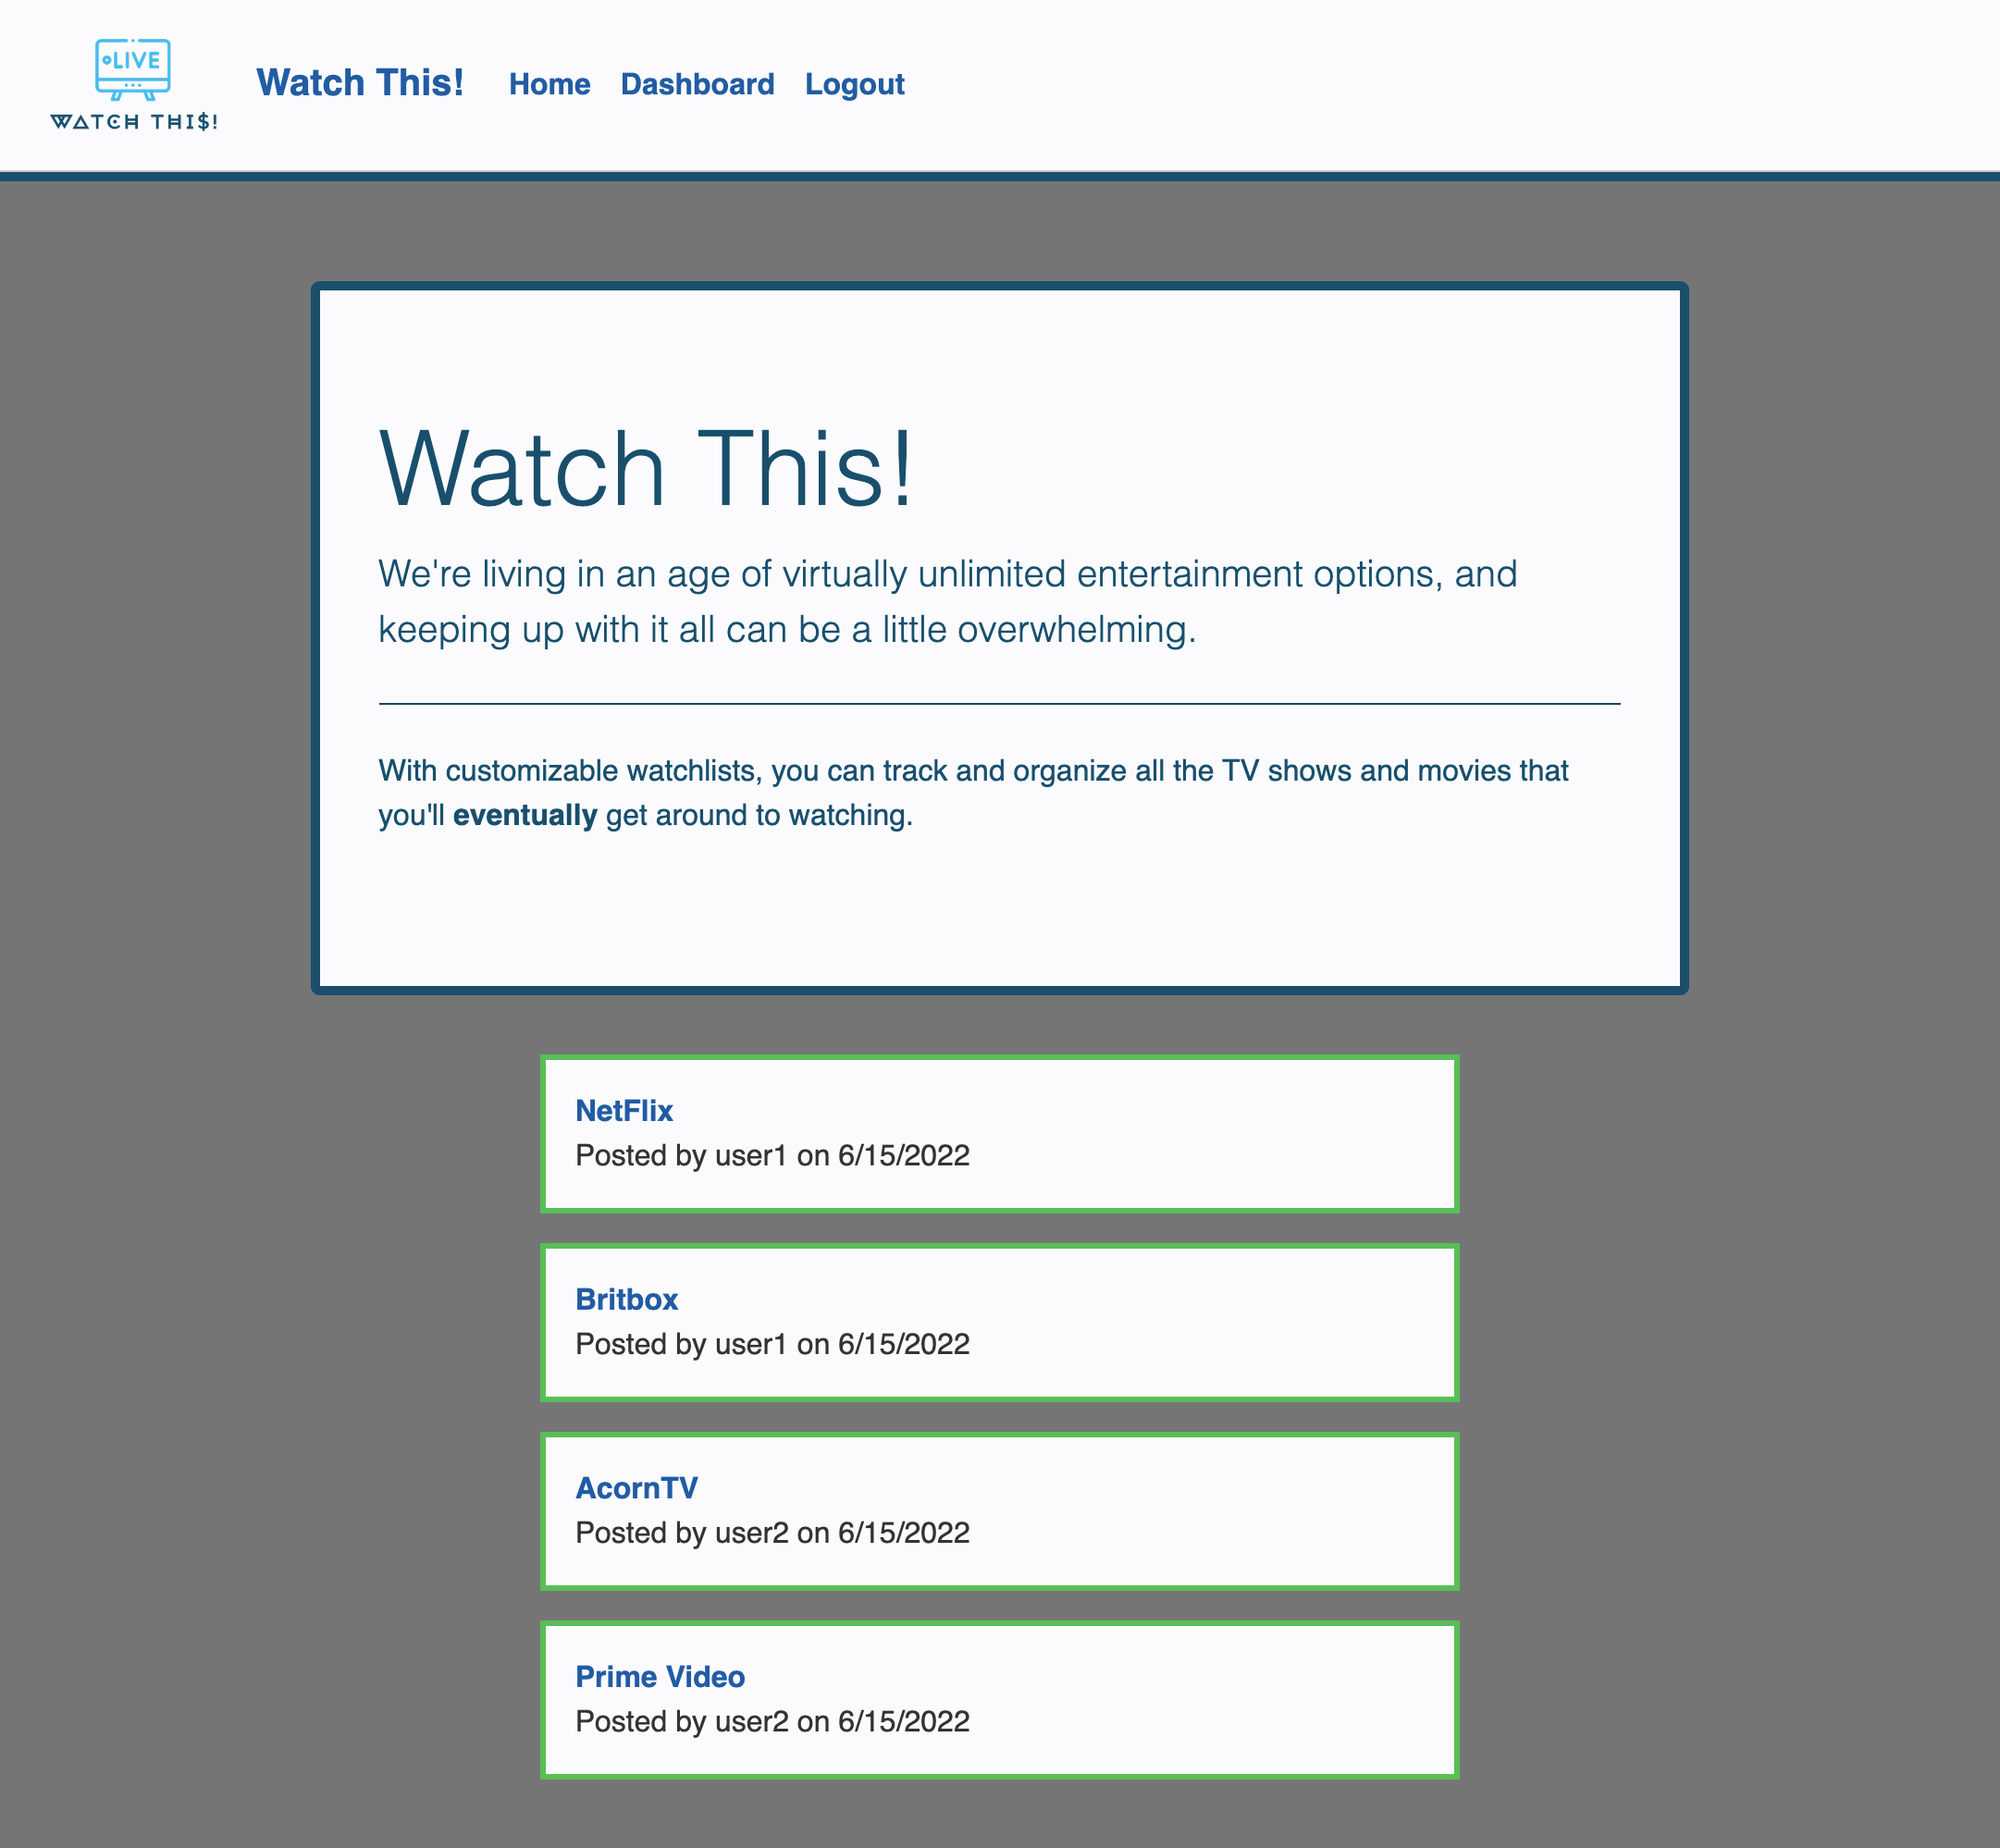 LIVE
WATCH THI$!
Watch This! Home Dashboard Logout
Watch This!
We're living in an age of virtually unlimited entertainment options, and
keeping up with it all can be a little overwhelming.
With customizable watchlists, you can track and organize all the TV shows and movies that
you'll eventually get around to watching.
NetFlix
Posted by user1 on 6/15/2022
Britbox
Posted by user1 on 6/15/2022
AcornTV
Posted by user2 on 6/15/2022
Prime Video
Posted by user2 on 6/15/2022